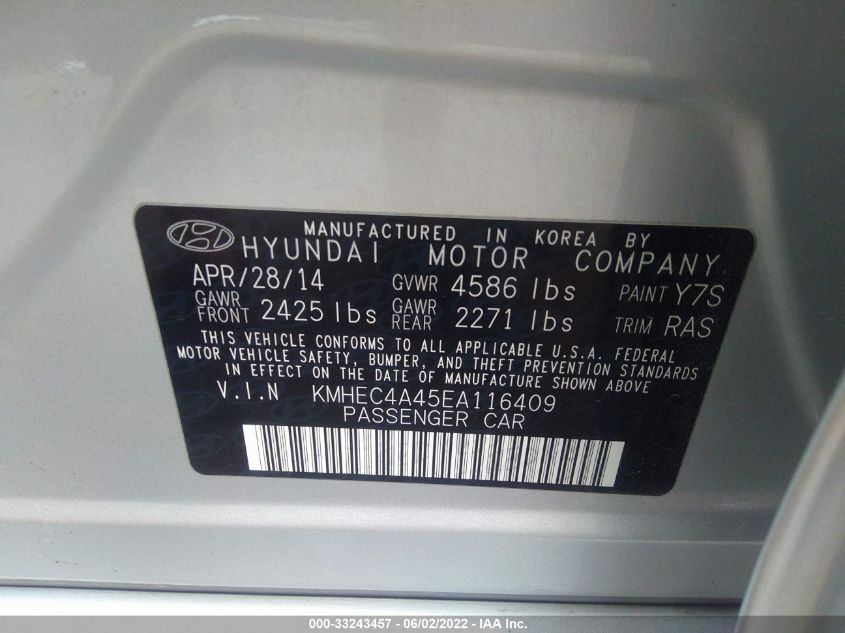 MANUFACTURED IN KOREA BY
HYUNDAI MOTOR COMPANY
APR/28/14 GVWR 4586 lbs PAINT Y7S
GAWR FRONT 2425 lbs GAWR REAR 2271 lbs TRIM RAS
THIS VEHICLE CONFORMS TO ALL APPLICABLE U.S.A. FEDERAL
MOTOR VEHICLE SAFETY, BUMPER, AND THEFT PREVENTION STANDARDS
IN EFFECT ON THE DATE OF MANUFACTURE SHOWN ABOVE
V.I.N KMHEC4A45EA116409
PASSENGER CAR
000-33243457 - 06/02/2022 - IAA Inc.